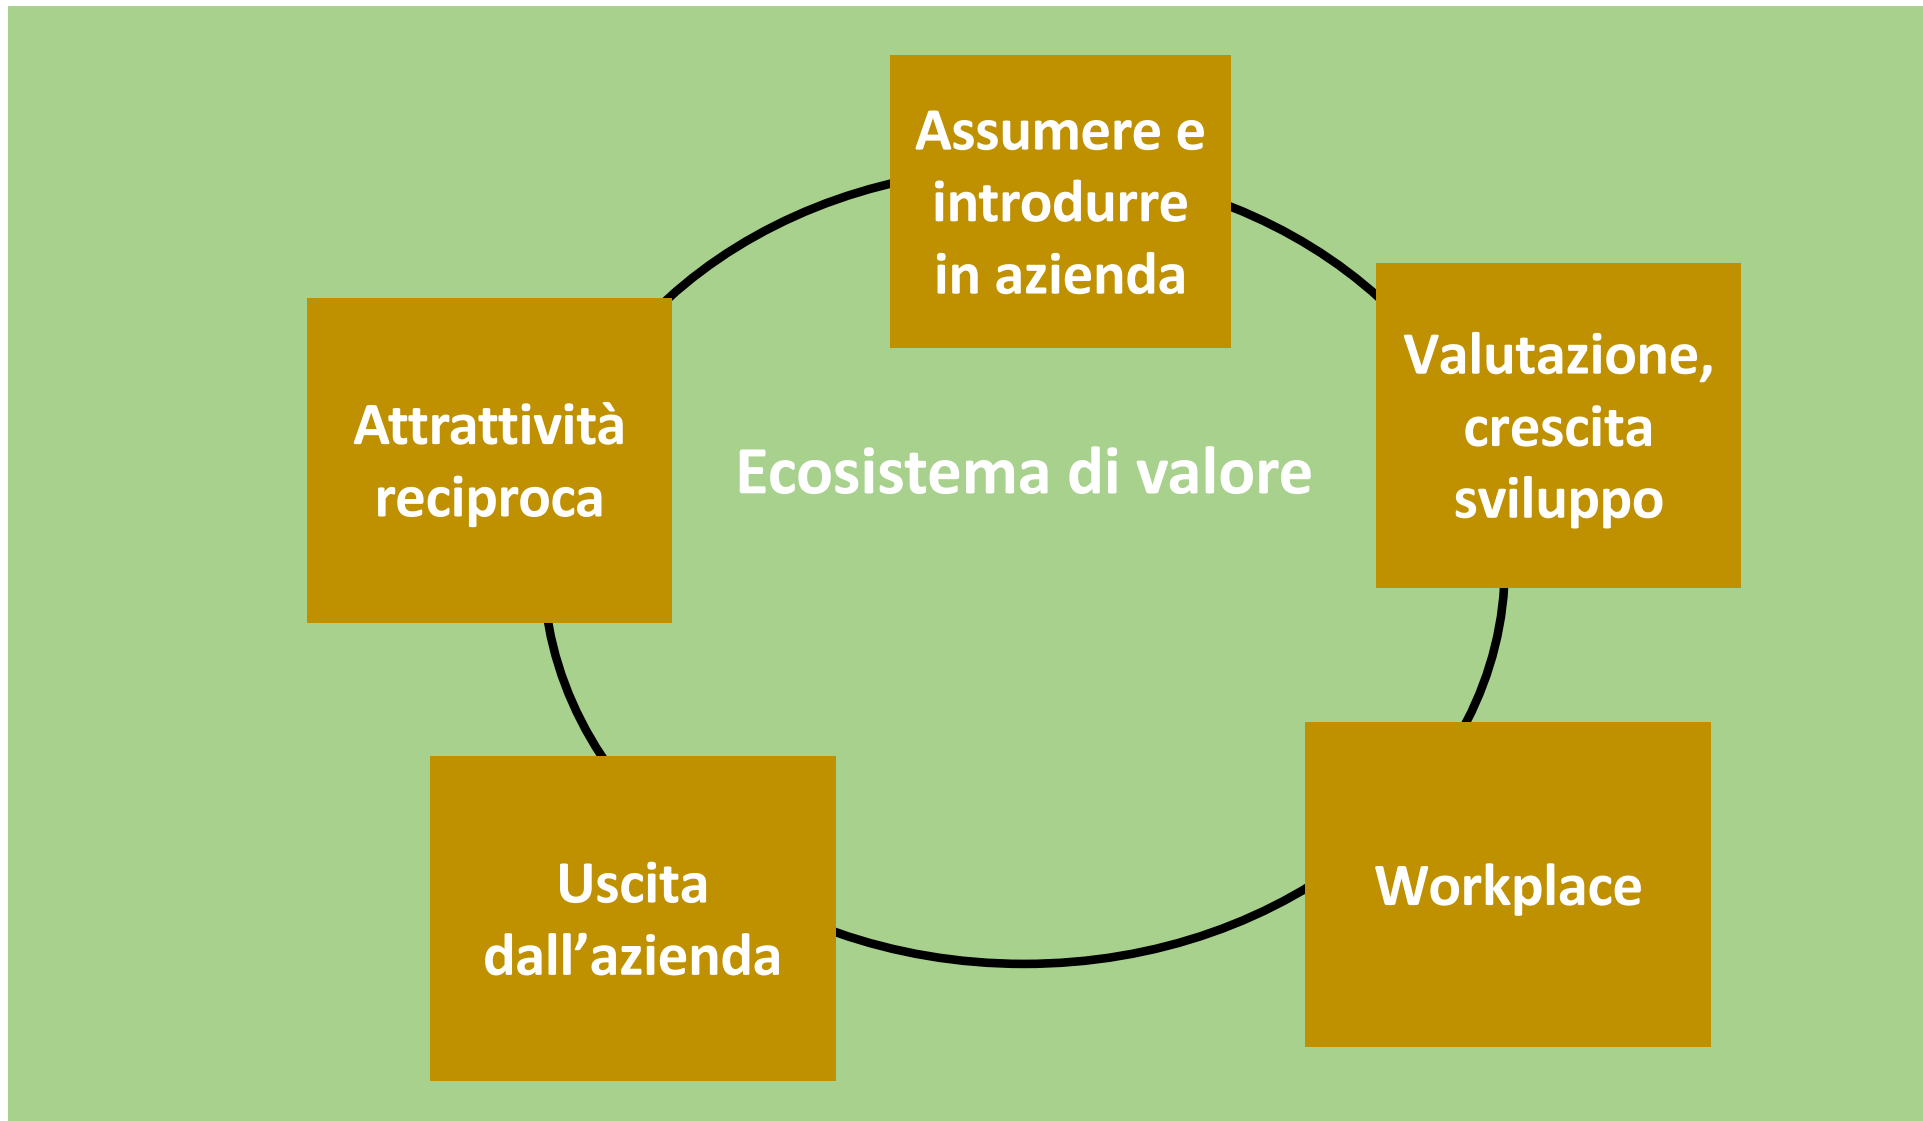 Assumere e
introdurre
in azienda
Valutazione,
crescita
sviluppo
Attrattività
reciproca
Ecosistema di valore
Workplace
Uscita
dall’azienda